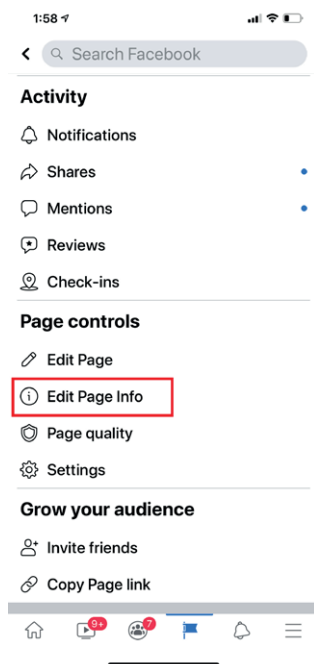 1:58
Search Facebook
Activity
Notifications
Shares
Mentions
Reviews
Check-ins
Page controls
Edit Page
Edit Page Info
Page quality
Settings
Grow your audience
Invite friends
Copy Page link
9+
7